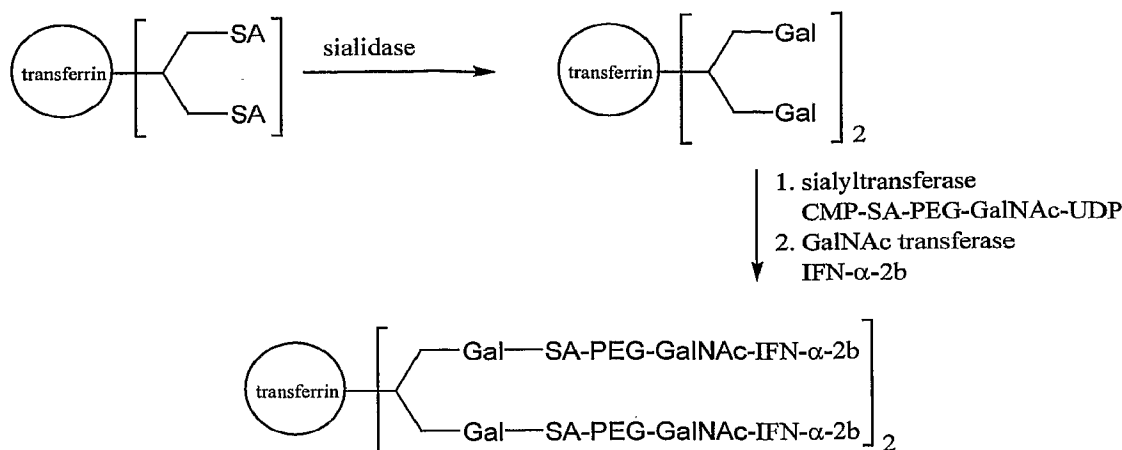 transferrin
SA
SA
sialidase
transferrin
Gal
Gal
2
1. sialyltransferase
CMP-SA-PEG-GalNAc-UDP
2. GalNAc transferase
IFN-α-2b
transferrin
Gal—SA-PEG-GalNAc-IFN-α-2b
Gal—SA-PEG-GalNAc-IFN-α-2b
2